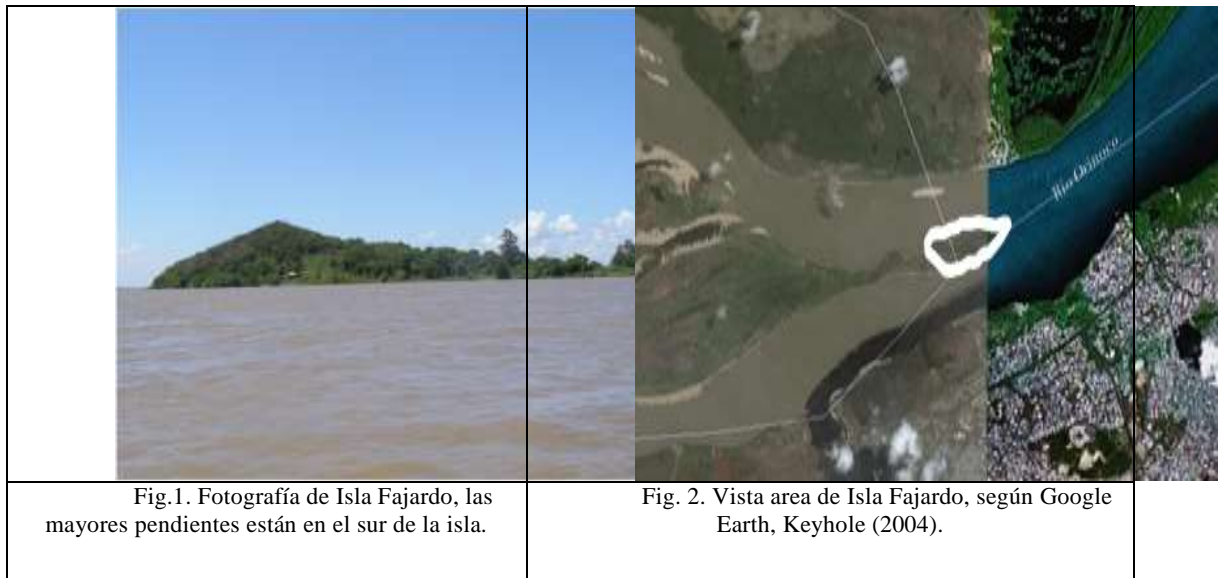 Río Orinoco
Fig.1. Fotografía de Isla Fajardo, las
mayores pendientes están en el sur de la isla.
Fig. 2. Vista area de Isla Fajardo, según Google
Earth, Keyhole (2004).